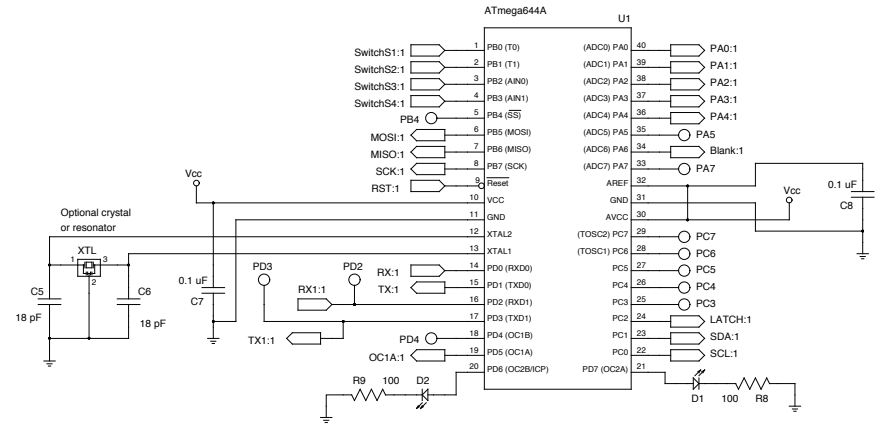 ATmega644A
U1
SwitchS1:1 1 PB0 (T0) (ADC0) PA0 40 PA0:1
SwitchS2:1 2 PB1 (T1) (ADC1) PA1 39 PA1:1
SwitchS3:1 3 PB2 (AIN0) (ADC2) PA2 38 PA2:1
SwitchS4:1 4 PB3 (AIN1) (ADC3) PA3 37 PA3:1
PB4 5 PB4 (SS) (ADC4) PA4 36 PA4:1
MOSI:1 6 PB5 (MOSI) (ADC5) PA5 35 PA5
MISO:1 7 PB6 (MISO) (ADC6) PA6 34 Blank:1
SCK:1 8 PB7 (SCK) (ADC7) PA7 33 PA7
RST:1 9 Reset AREF 32
Vcc 10 VCC GND 31 Vcc 0.1 uF C8
11 GND AVCC 30
Optional crystal
or resonator
12 XTAL2 (TOSC2) PC7 29 PC7
XTL
1 3
2
13 XTAL1 (TOSC1) PC6 28 PC6
PD3 PD2 RX:1 14 PD0 (RXD0) PC5 27 PC5
C5 C6 0.1 uF C7 TX:1 15 PD1 (TXD0) PC4 26 PC4
RX1:1 16 PD2 (RXD1) PC3 25 PC3
18 pF 18 pF 17 PD3 (TXD1) PC2 24 LATCH:1
TX1:1 PD4 18 PD4 (OC1B) PC1 23 SDA:1
OC1A:1 19 PD5 (OC1A) PC0 22 SCL:1
20 PD6 (OC2B/ICP) PD7 (OC2A) 21
R9 100 D2
D1 100 R8